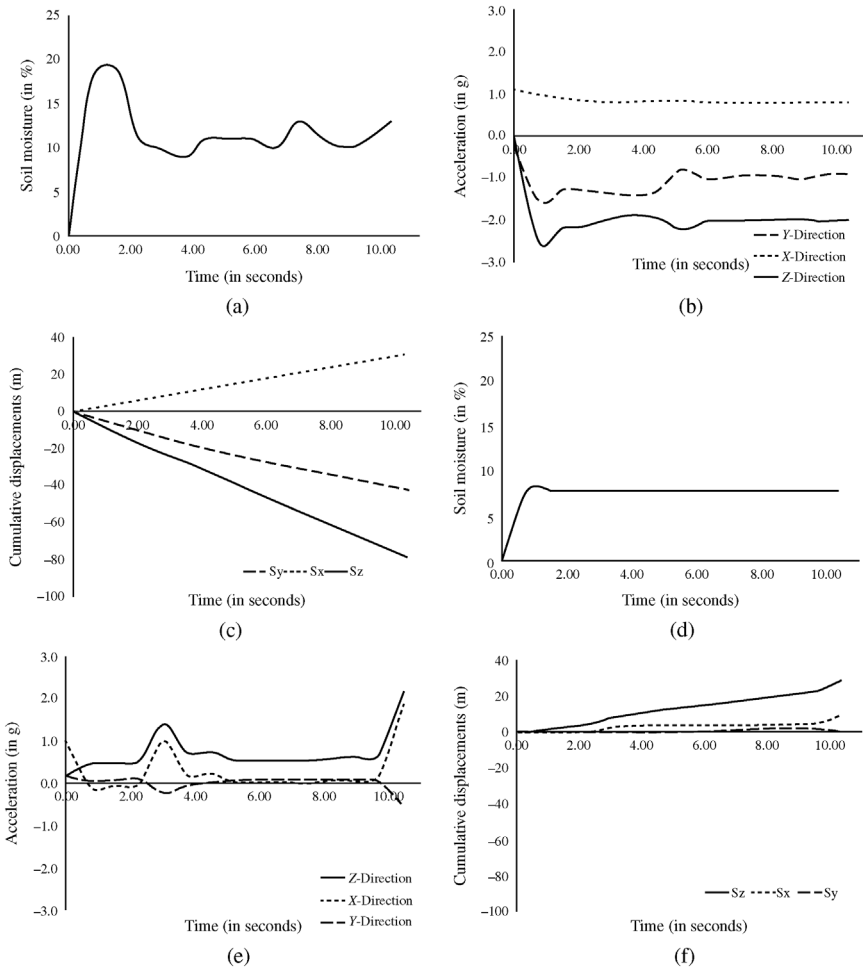 25
20
15
10
5
0
Soil moisture (in %)
0.00 2.00 4.00 6.00 8.00 10.00
Time (in seconds)
(a)
3.0
2.0
1.0
0.0
–1.0
–2.0
–3.0
Acceleration (in g)
0.00 2.00 4.00 6.00 8.00 10.00
Y-Direction
X-Direction
Z-Direction
Time (in seconds)
(b)
40
20
0
–20
–40
–60
–80
–100
Cumulative displacements (m)
0.00 2.00 4.00 6.00 8.00 10.00
Sy Sx Sz
Time (in seconds)
(c)
25
20
15
10
5
0
Soil moisture (in %)
0.00 2.00 4.00 6.00 8.00 10.00
Time (in seconds)
(d)
3.0
2.0
1.0
0.0
–1.0
–2.0
–3.0
Acceleration (in g)
0.00 2.00 4.00 6.00 8.00 10.00
Z-Direction
X-Direction
Y-Direction
Time (in seconds)
(e)
40
20
0
–20
–40
–60
–80
–100
Cumulative displacements (m)
0.00 2.00 4.00 6.00 8.00 10.00
Sz Sx Sy
Time (in seconds)
(f)